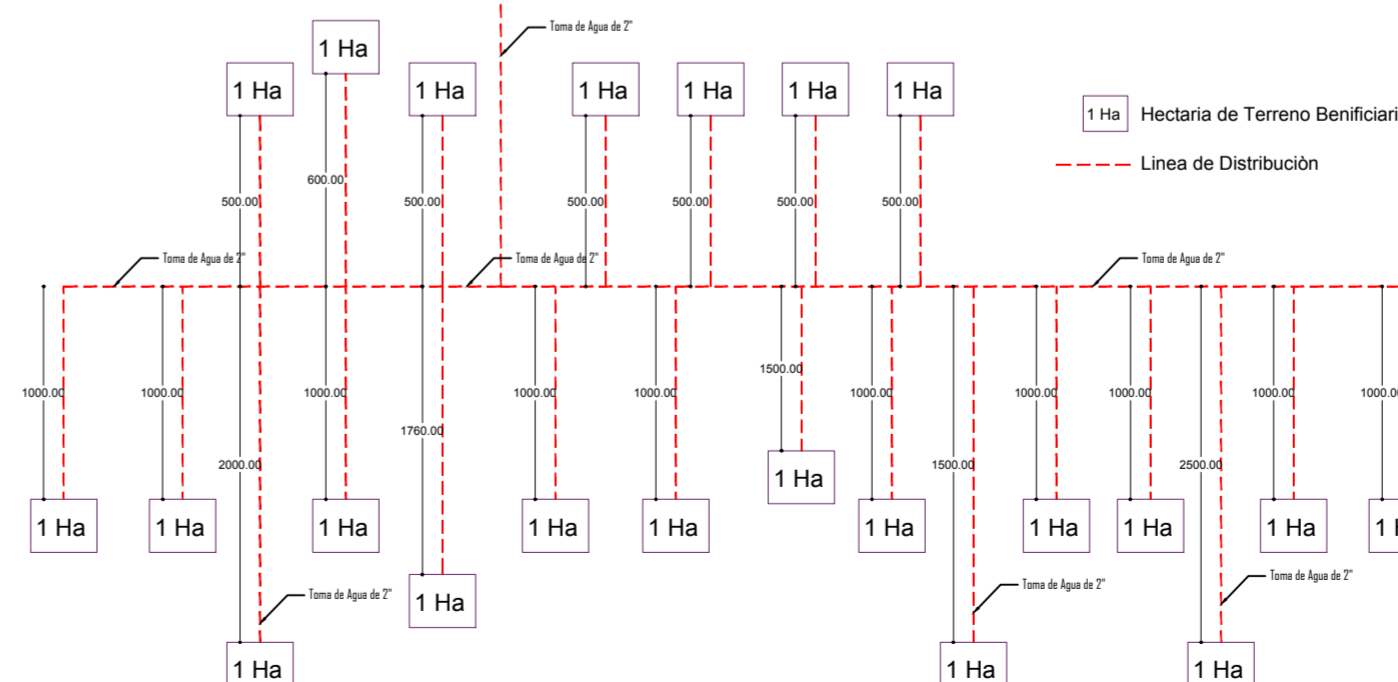 Toma de Agua de 2"
1 Ha
1 Ha
1 Ha
1 Ha
1 Ha
1 Ha
1 Ha
1 Ha Hectaria de Terreno Benificiari
Linea de Distribuciòn
600.00
500.00
500.00
500.00
500.00
500.00
500.00
Toma de Agua de 2"
Toma de Agua de 2"
Toma de Agua de 2"
1500.00
1000.00
1000.00
1000.00
1000.00
1000.00
1000.00
1000.00
1000.00
1000.00
1000.00
1760.00
2000.00
1500.00
2500.00
1 Ha
1 Ha
1 Ha
1 Ha
1 Ha
1 Ha
1 Ha
1 Ha
1 Ha
1 Ha
1
Toma de Agua de 2"
Toma de Agua de 2"
Toma de Agua de 2"
1 Ha
1 Ha
1 Ha
1 Ha